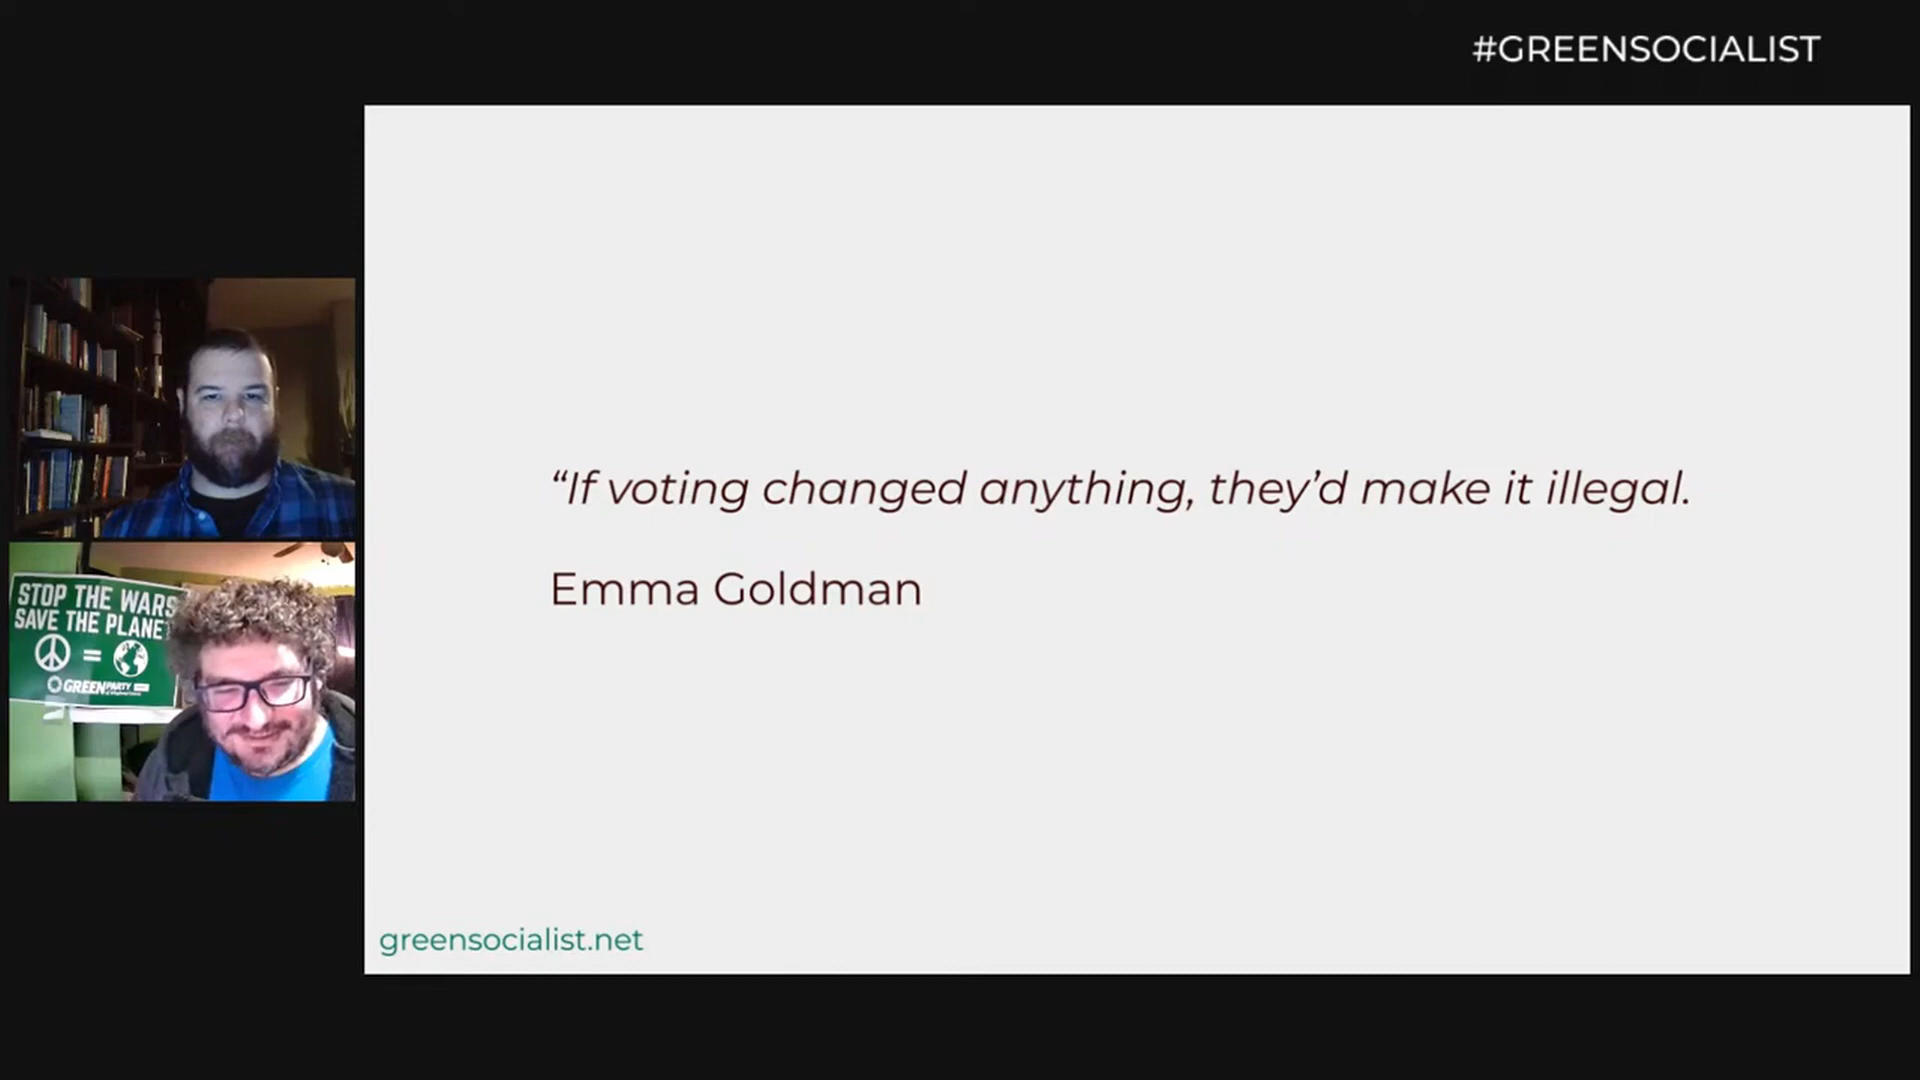 #GREENSOCIALIST
“If voting changed anything, they’d make it illegal.
Emma Goldman
STOP THE WARS
SAVE THE PLANE
=
GREENPARTY
greensocialist.net